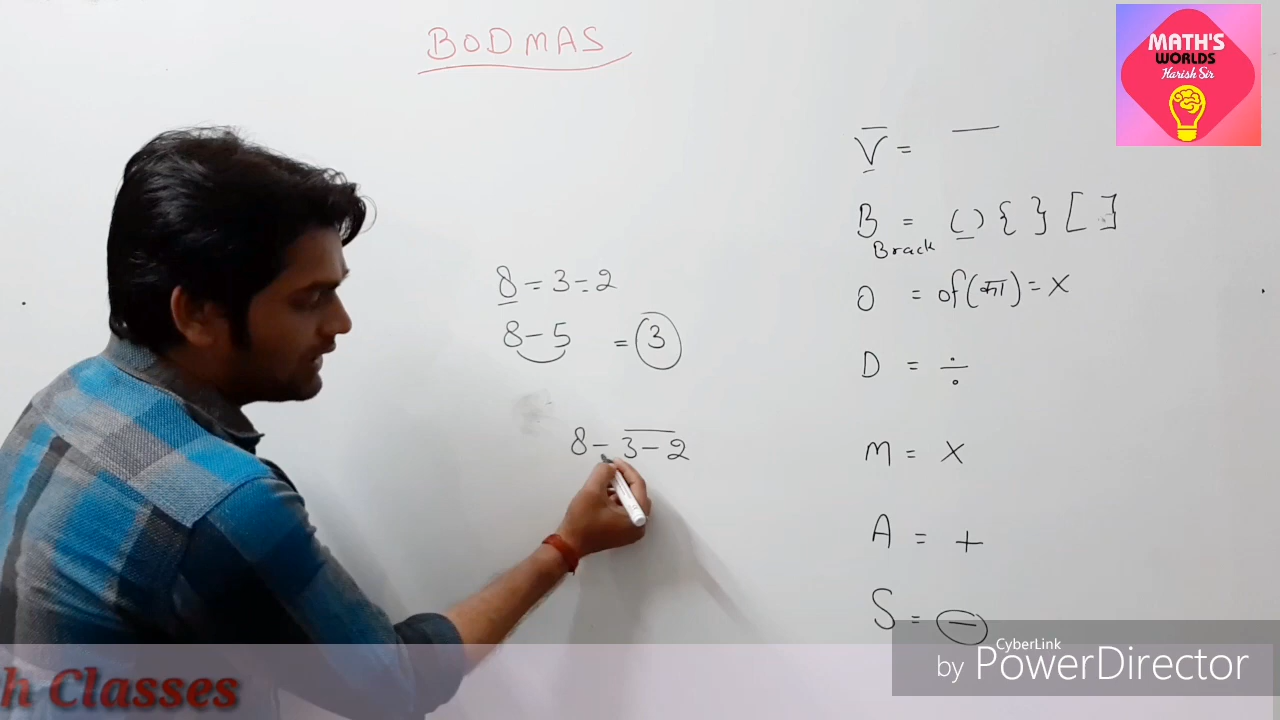 BODMAS
MATH'S
WORLDS
Harish Sir
V̅ = ‾
B = ( ) { } [ ]
Brack
O = of (का) = ×
D = ÷
M = ×
A = +
S = −
8 - 3 - 2
8 - 5 = 3
8 - 3̅ ̅-̅ ̅2̅
h Classes
CyberLink
by PowerDirector